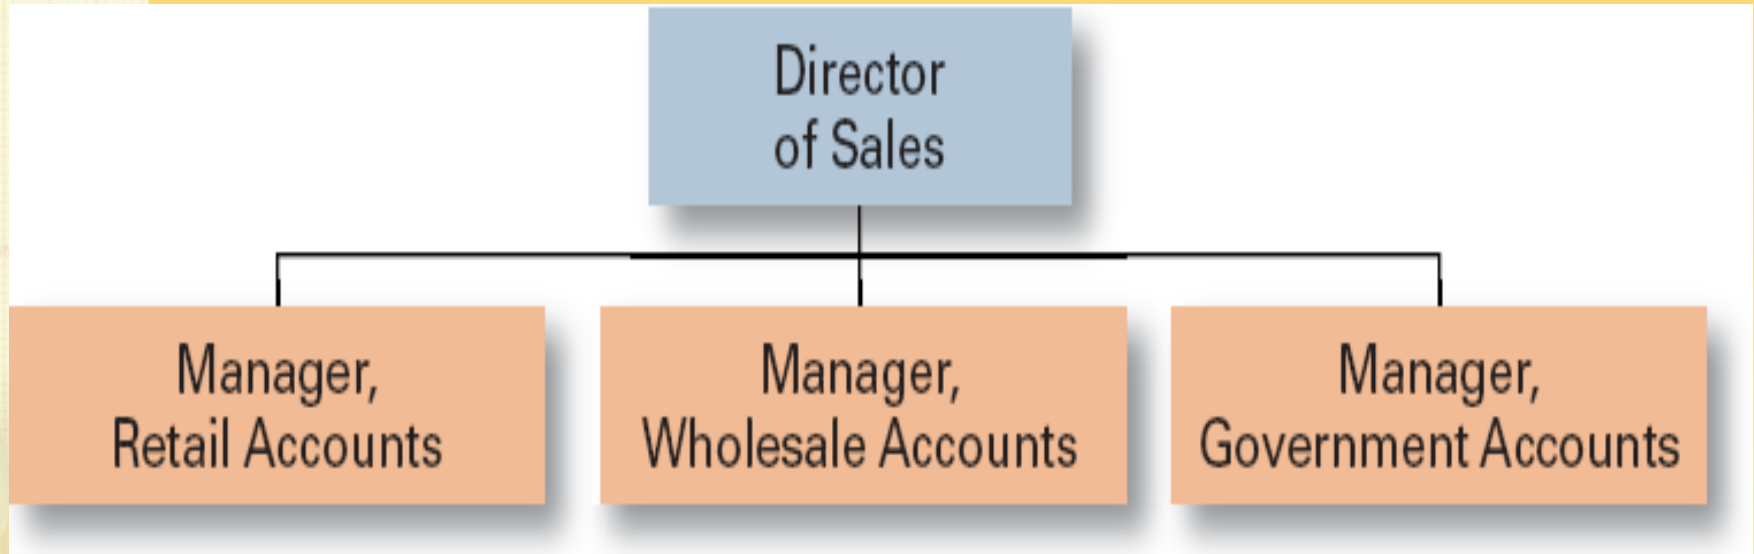 Director
of Sales
Manager,
Retail Accounts
Manager,
Wholesale Accounts
Manager,
Government Accounts